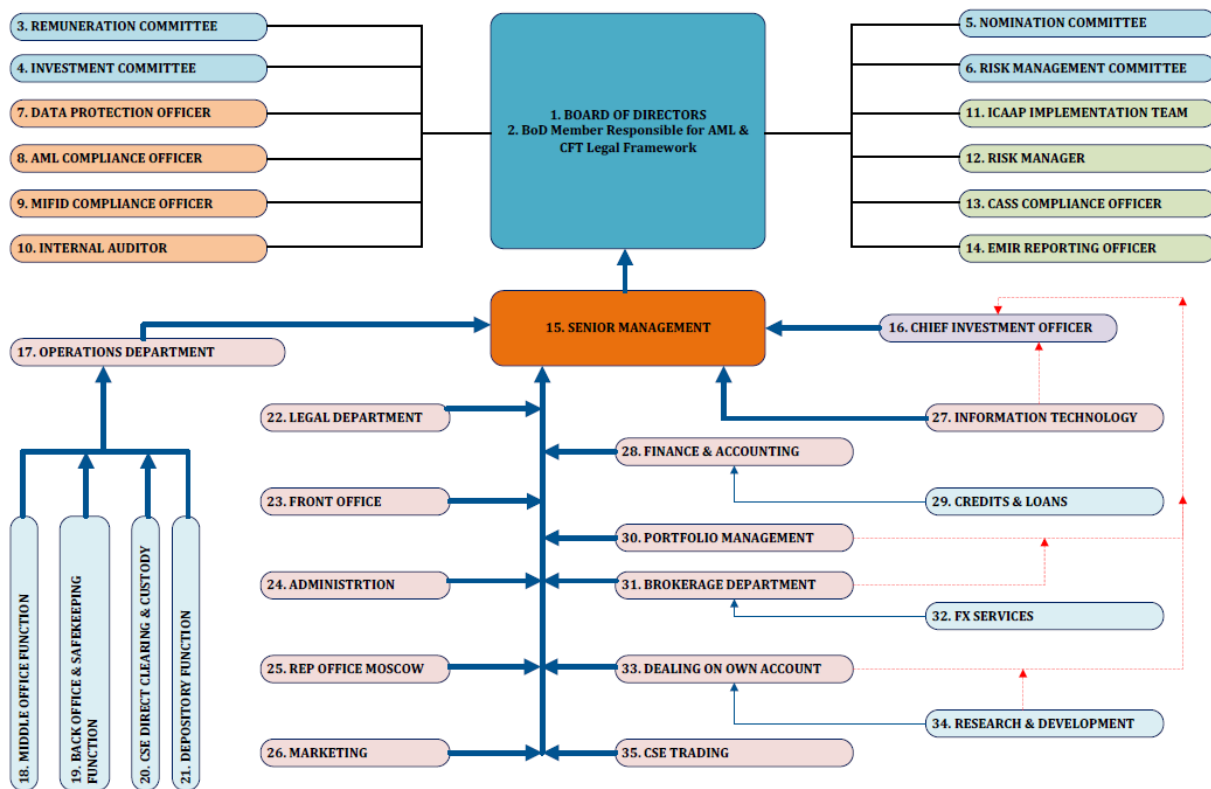 3. REMUNERATION COMMITTEE
4. INVESTMENT COMMITTEE
7. DATA PROTECTION OFFICER
8. AML COMPLIANCE OFFICER
9. MIFID COMPLIANCE OFFICER
10. INTERNAL AUDITOR
1. BOARD OF DIRECTORS
2. BoD Member Responsible for AML &
CFT Legal Framework
5. NOMINATION COMMITTEE
6. RISK MANAGEMENT COMMITTEE
11. ICAAP IMPLEMENTATION TEAM
12. RISK MANAGER
13. CASS COMPLIANCE OFFICER
14. EMIR REPORTING OFFICER
15. SENIOR MANAGEMENT
16. CHIEF INVESTMENT OFFICER
17. OPERATIONS DEPARTMENT
18. MIDDLE OFFICE FUNCTION
19. BACK OFFICE & SAFEKEEPING
FUNCTION
20. CSE DIRECT CLEARING & CUSTODY
21. DEPOSITORY FUNCTION
22. LEGAL DEPARTMENT
23. FRONT OFFICE
24. ADMINISTRTION
25. REP OFFICE MOSCOW
26. MARKETING
27. INFORMATION TECHNOLOGY
28. FINANCE & ACCOUNTING
29. CREDITS & LOANS
30. PORTFOLIO MANAGEMENT
31. BROKERAGE DEPARTMENT
32. FX SERVICES
33. DEALING ON OWN ACCOUNT
34. RESEARCH & DEVELOPMENT
35. CSE TRADING